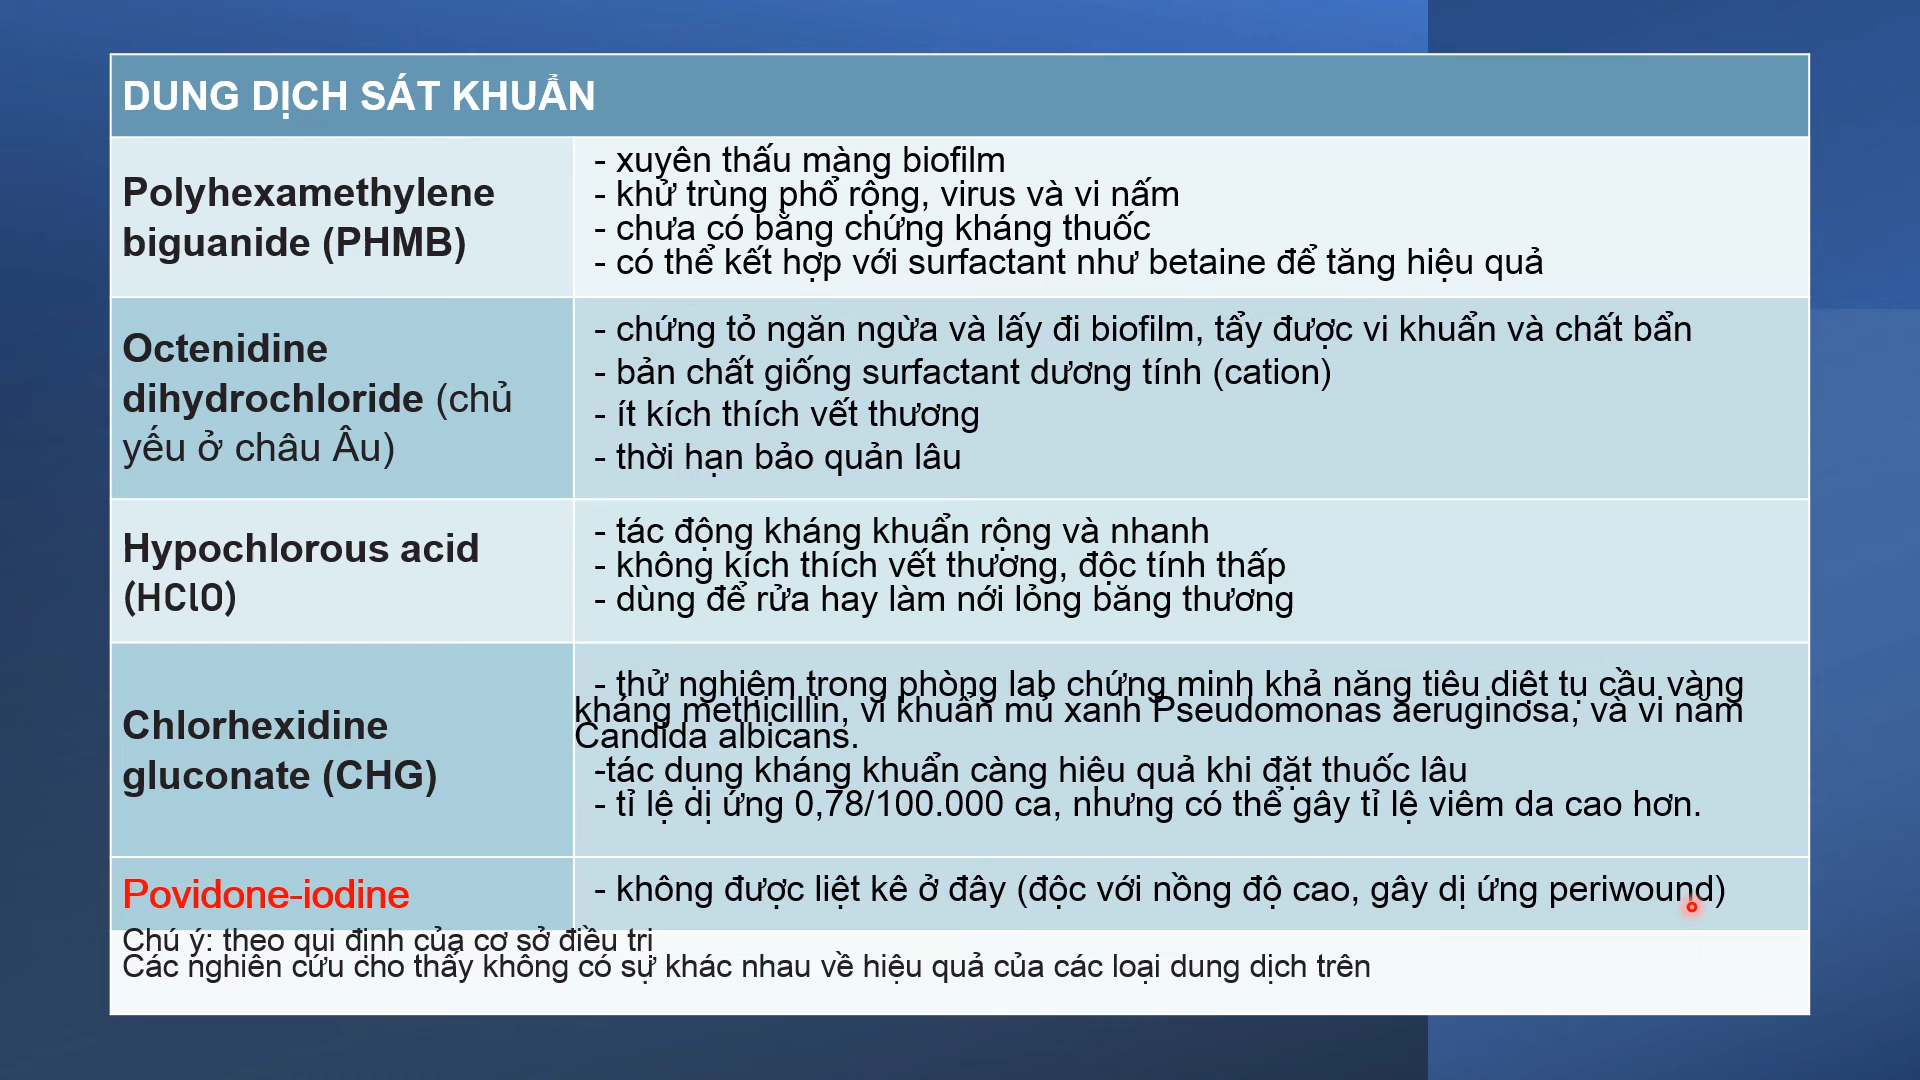 DUNG DỊCH SÁT KHUẨN
Polyhexamethylene
biguanide (PHMB)
- xuyên thấu màng biofilm
- khử trùng phổ rộng, virus và vi nấm
- chưa có bằng chứng kháng thuốc
- có thể kết hợp với surfactant như betaine để tăng hiệu quả
Octenidine
dihydrochloride (chủ
yếu ở châu Âu)
- chứng tỏ ngăn ngừa và lấy đi biofilm, tẩy được vi khuẩn và chất bẩn
- bản chất giống surfactant dương tính (cation)
- ít kích thích vết thương
- thời hạn bảo quản lâu
Hypochlorous acid
(HClO)
- tác động kháng khuẩn rộng và nhanh
- không kích thích vết thương, độc tính thấp
- dùng để rửa hay làm nới lỏng băng thương
Chlorhexidine
gluconate (CHG)
- thử nghiệm trong phòng lab chứng minh khả năng tiêu diệt tụ cầu vàng
kháng methicillin, vi khuẩn mủ xanh Pseudomonas aeruginosa, và vi nấm
Candida albicans.
-tác dụng kháng khuẩn càng hiệu quả khi đặt thuốc lâu
- tỉ lệ dị ứng 0,78/100.000 ca, nhưng có thể gây tỉ lệ viêm da cao hơn.
Povidone-iodine
- không được liệt kê ở đây (độc với nồng độ cao, gây dị ứng periwound)
Chú ý: theo qui định của cơ sở điều trị
Các nghiên cứu cho thấy không có sự khác nhau về hiệu quả của các loại dung dịch trên